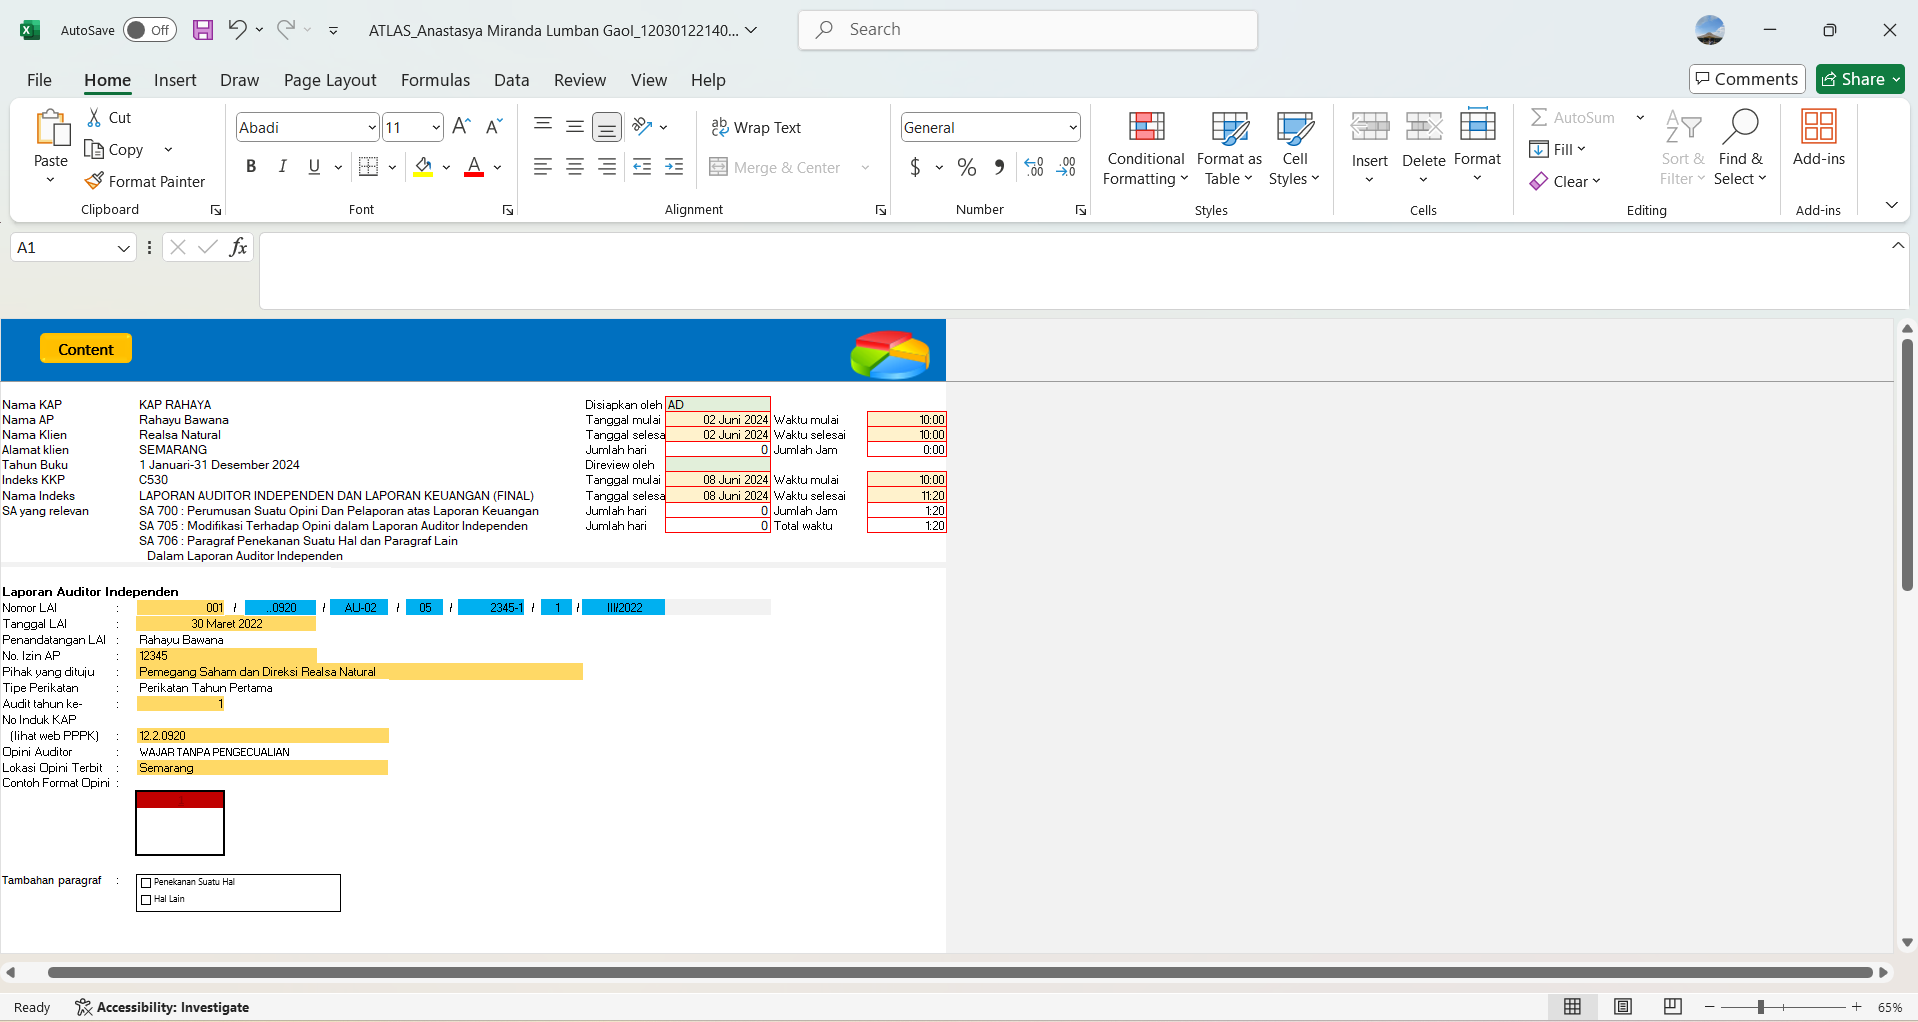 AutoSave Off ATLAS_Anastasya Miranda Lumban Gaol_12030122140... Search
File Home Insert Draw Page Layout Formulas Data Review View Help Comments Share
Paste Cut Copy Format Painter Clipboard
Abadi 11 B I U A Font
Wrap Text Merge & Center Alignment
General $ % Number
Conditional Formatting Format as Table Cell Styles Styles
Insert Delete Format Cells
AutoSum Fill Clear Sort & Filter Find & Select Editing
Add-ins Add-ins
A1 fx
Content
Nama KAP KAP RAHAYA Disiapkan oleh AD
Nama AP Rahayu Bawana Tanggal mulai 02 Juni 2024 Waktu mulai 10:00
Nama Klien Realsa Natural Tanggal selesa 02 Juni 2024 Waktu selesai 10:00
Alamat klien SEMARANG Jumlah hari 0 Jumlah Jam 0:00
Tahun Buku 1 Januari-31 Desember 2024 Direview oleh
Indeks KKP C530 Tanggal mulai 08 Juni 2024 Waktu mulai 10:00
Nama Indeks LAPORAN AUDITOR INDEPENDEN DAN LAPORAN KEUANGAN (FINAL) Tanggal selesa 08 Juni 2024 Waktu selesai 11:20
SA yang relevan SA 700 : Perumusan Suatu Opini Dan Pelaporan atas Laporan Keuangan Jumlah hari 0 Jumlah Jam 1:20
SA 705 : Modifikasi Terhadap Opini dalam Laporan Auditor Independen Jumlah hari 0 Total waktu 1:20
SA 706 : Paragraf Penekanan Suatu Hal dan Paragraf Lain
Dalam Laporan Auditor Independen
Laporan Auditor Independen
Nomor LAI : 001 / ..0920 / AU-02 / 05 / 2345-1 / 1 / III/2022
Tanggal LAI : 30 Maret 2022
Penandatangan LAI : Rahayu Bawana
No. Izin AP : 12345
Pihak yang dituju : Pemegang Saham dan Direksi Realsa Natural
Tipe Perikatan : Perikatan Tahun Pertama
Audit tahun ke- : 1
No Induk KAP
(lihat web PPPK) : 12.2.0920
Opini Auditor : WAJAR TANPA PENGECUALIAN
Lokasi Opini Terbit : Semarang
Contoh Format Opini :
Tambahan paragraf : Penekanan Suatu Hal
Hal Lain
Ready Accessibility: Investigate 65%